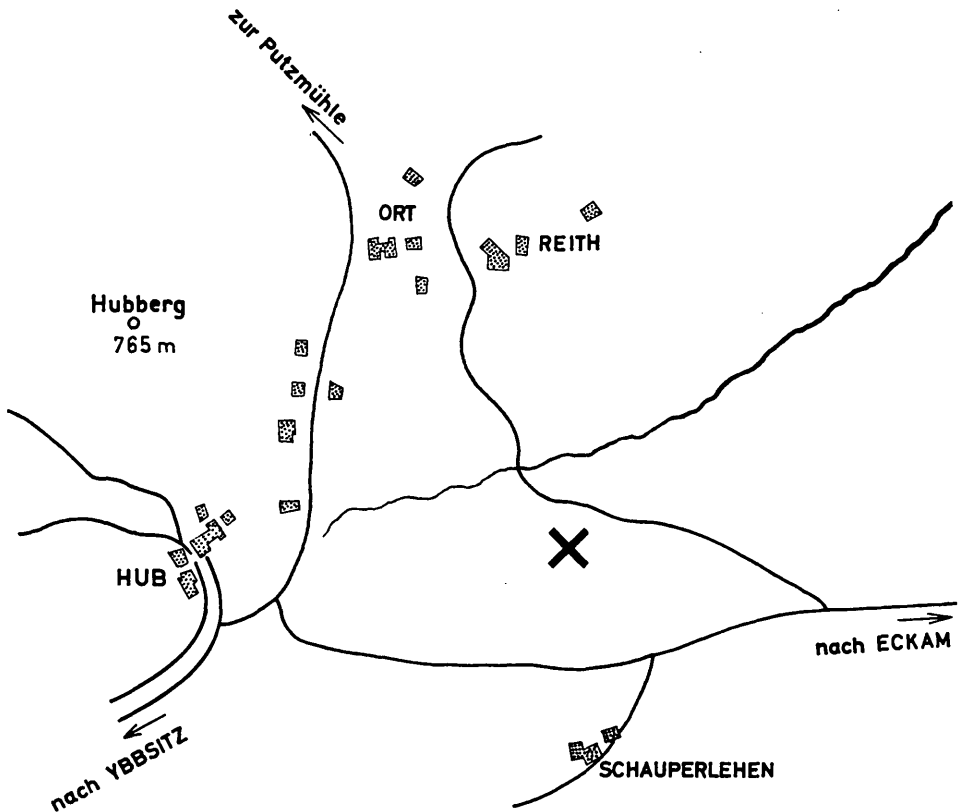 zur Putzmühle
ORT
REITH
Hubberg
765 m
HUB
nach ECKAM
nach YBBSITZ
SCHAUPERLEHEN